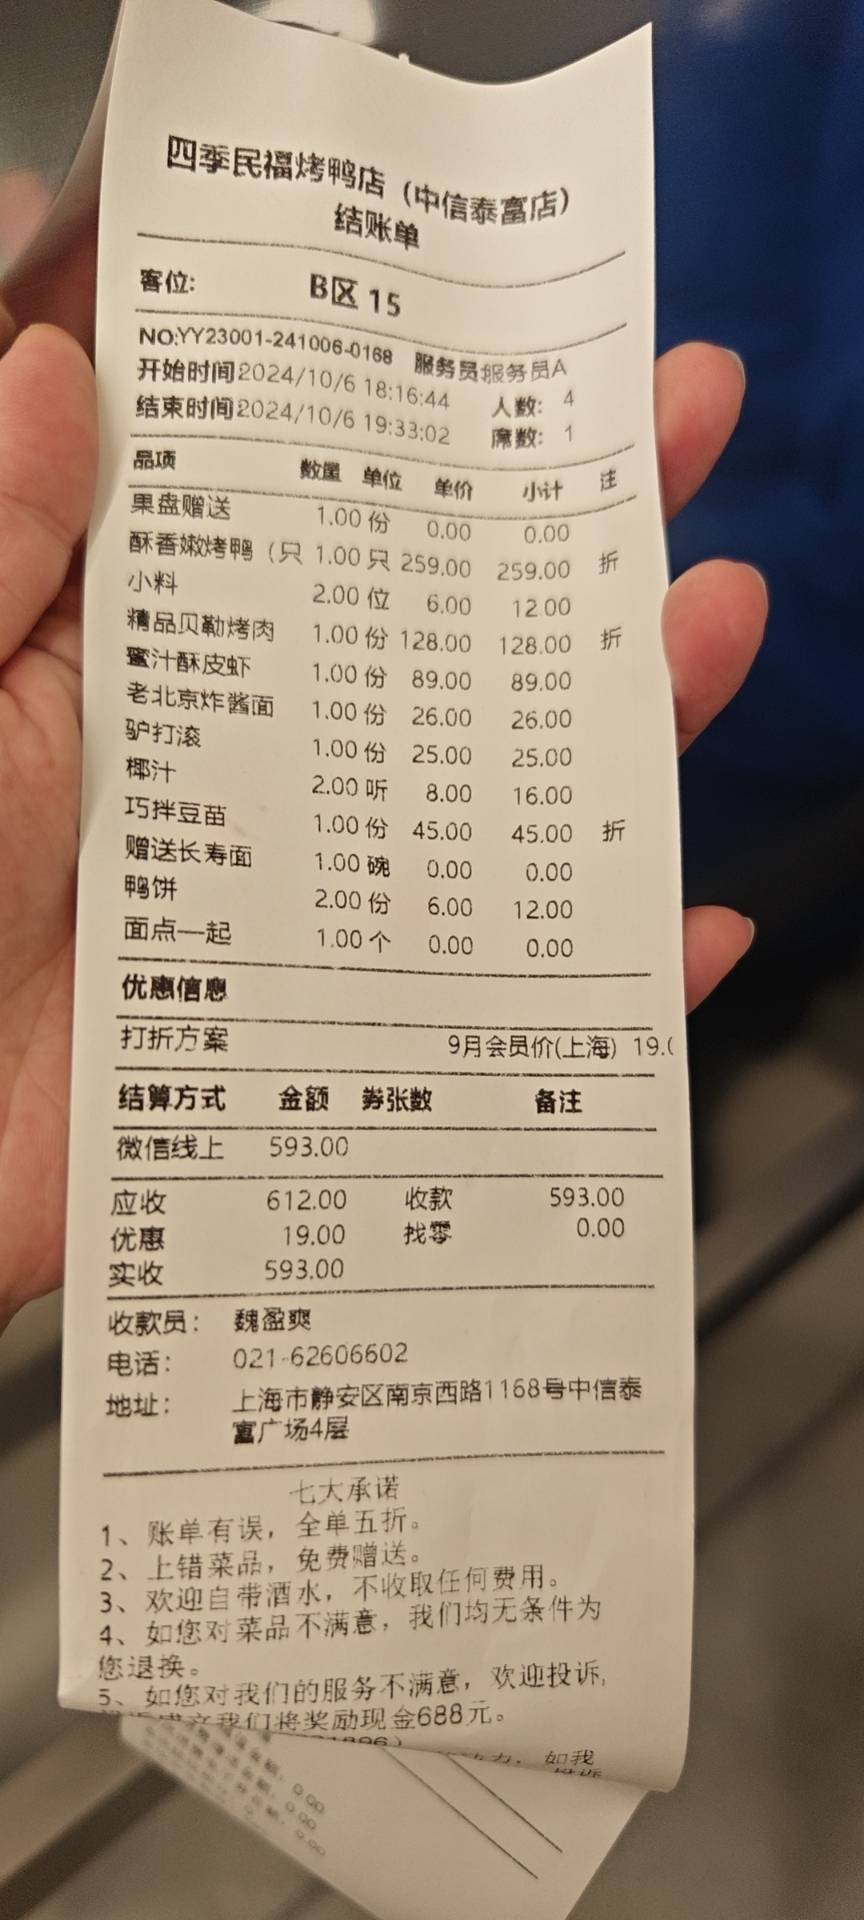 四季民福烤鸭店（中信泰富店）
结账单
客位: B区 15
NO:YY23001-241006-0168 服务员:服务员A
开始时间2024/10/6 18:16:44 人数: 4
结束时间2024/10/6 19:33:02 席数: 1
品项 数量 单位 单价 小计 注
果盘赠送 1.00 份 0.00 0.00
酥香嫩烤鸭（只 1.00 只 259.00 259.00 折
小料 2.00 位 6.00 12.00
精品贝勒烤肉 1.00 份 128.00 128.00 折
蜜汁酥皮虾 1.00 份 89.00 89.00
老北京炸酱面 1.00 份 26.00 26.00
驴打滚 1.00 份 25.00 25.00
椰汁 2.00 听 8.00 16.00
巧拌豆苗 1.00 份 45.00 45.00 折
赠送长寿面 1.00 碗 0.00 0.00
鸭饼 2.00 份 6.00 12.00
面点一起 1.00 个 0.00 0.00
优惠信息
打折方案 9月会员价(上海) 19.0
结算方式 金额 券张数 备注
微信线上 593.00
应收 612.00 收款 593.00
优惠 19.00 找零 0.00
实收 593.00
收款员: 魏盈爽
电话: 021-62606602
地址: 上海市静安区南京西路1168号中信泰
富广场4层
七大承诺
1、账单有误，全单五折。
2、上错菜品，免费赠送。
3、欢迎自带酒水，不收取任何费用。
4、如您对菜品不满意，我们均无条件为
您退换。
5、如您对我们的服务不满意，欢迎投诉，
我们将奖励现金688元。
如我
0.00
0.00
0.00